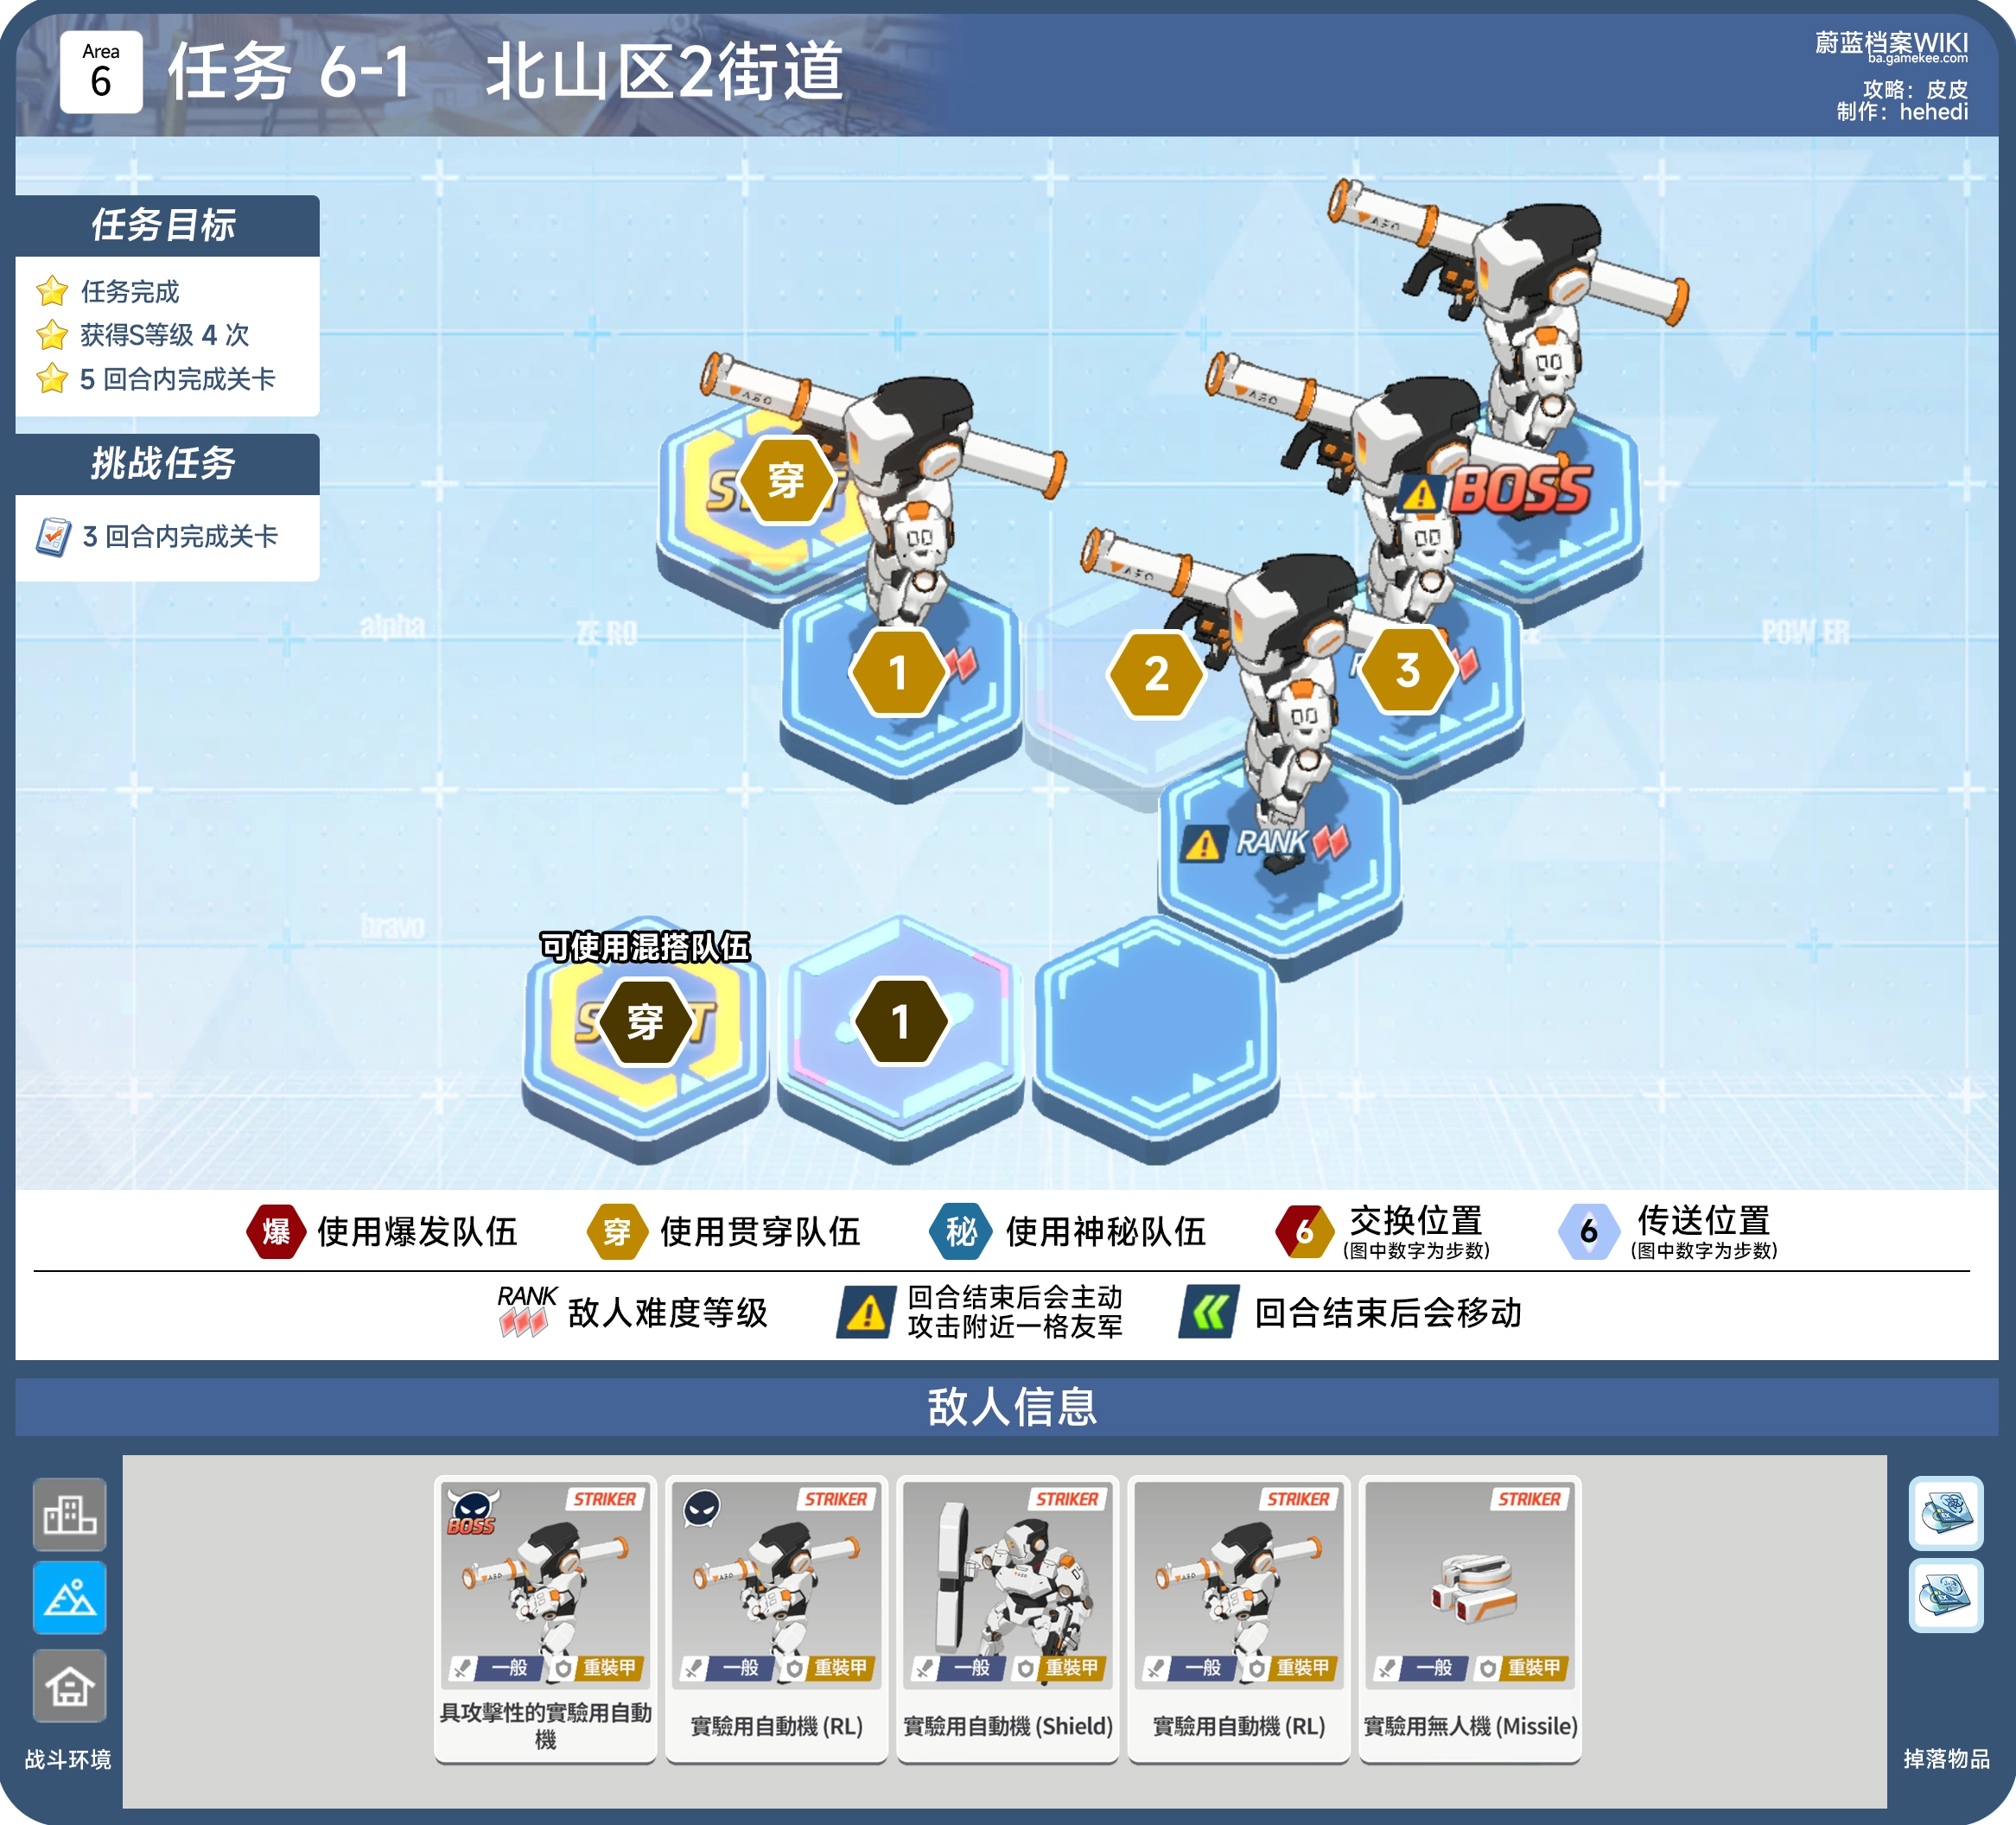 Area
6
任务 6-1 北山区2街道
蔚蓝档案WIKI
ba.gamekee.com
攻略：皮皮
制作：hehedi
任务目标
任务完成
获得S等级 4 次
5 回合内完成关卡
挑战任务
3 回合内完成关卡
穿
BOSS
alpha
ZERO
POWER
1
2
3
RANK
bravo
可使用混搭队伍
穿
1
爆 使用爆发队伍
穿 使用贯穿队伍
秘 使用神秘队伍
6 交换位置
(图中数字为步数)
6 传送位置
(图中数字为步数)
RANK 敌人难度等级
回合结束后会主动
攻击附近一格友军
回合结束后会移动
敌人信息
BOSS
STRIKER
一般 重裝甲
具攻擊性的實驗用自動
機
STRIKER
一般 重裝甲
實驗用自動機 (RL)
STRIKER
一般 重裝甲
實驗用自動機 (Shield)
STRIKER
一般 重裝甲
實驗用自動機 (RL)
STRIKER
一般 重裝甲
實驗用無人機 (Missile)
战斗环境
掉落物品